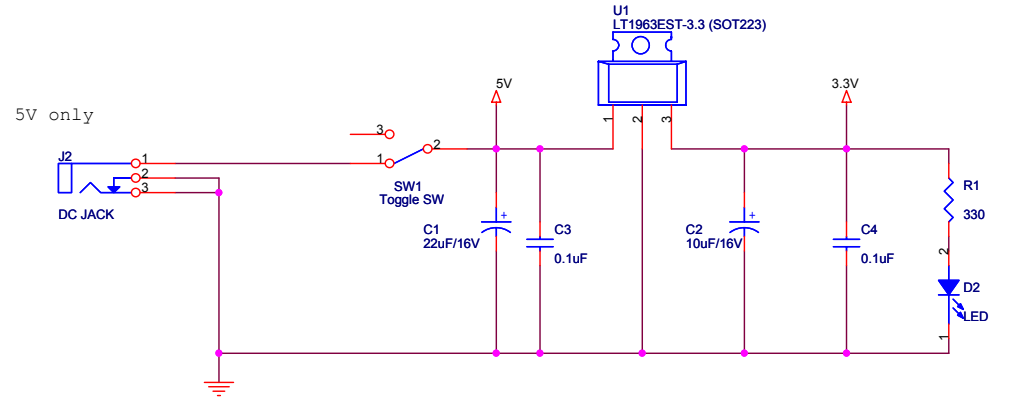 U1
LT1963EST-3.3 (SOT223)
5V
3.3V
5V only
1
2
3
3
2
1
J2
1
2
3
DC JACK
SW1
Toggle SW
R1
330
C1
22uF/16V
C3
0.1uF
C2
10uF/16V
C4
0.1uF
2
D2
LED
1